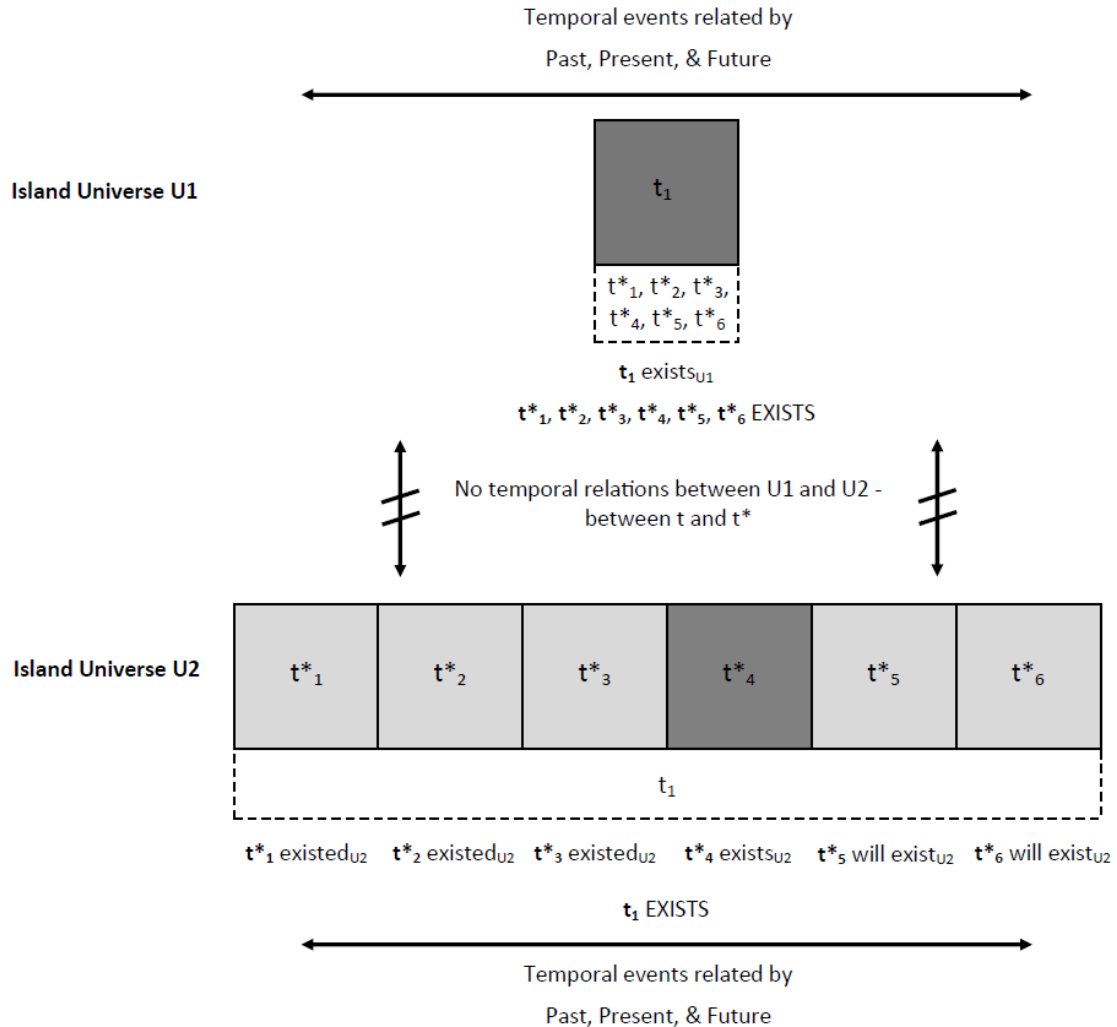 Temporal events related by
Past, Present, & Future
Island Universe U1
t₁
t*₁, t*₂, t*₃,
t*₄, t*₅, t*₆
t₁ existsᵤ₁
t*₁, t*₂, t*₃, t*₄, t*₅, t*₆ EXISTS
No temporal relations between U1 and U2 -
between t and t*
Island Universe U2
t*₁ t*₂ t*₃ t*₄ t*₅ t*₆
t₁
t*₁ existedU2 t*₂ existedU2 t*₃ existedU2 t*₄ existsU2 t*₅ will existU2 t*₆ will existU2
t₁ EXISTS
Temporal events related by
Past, Present, & Future